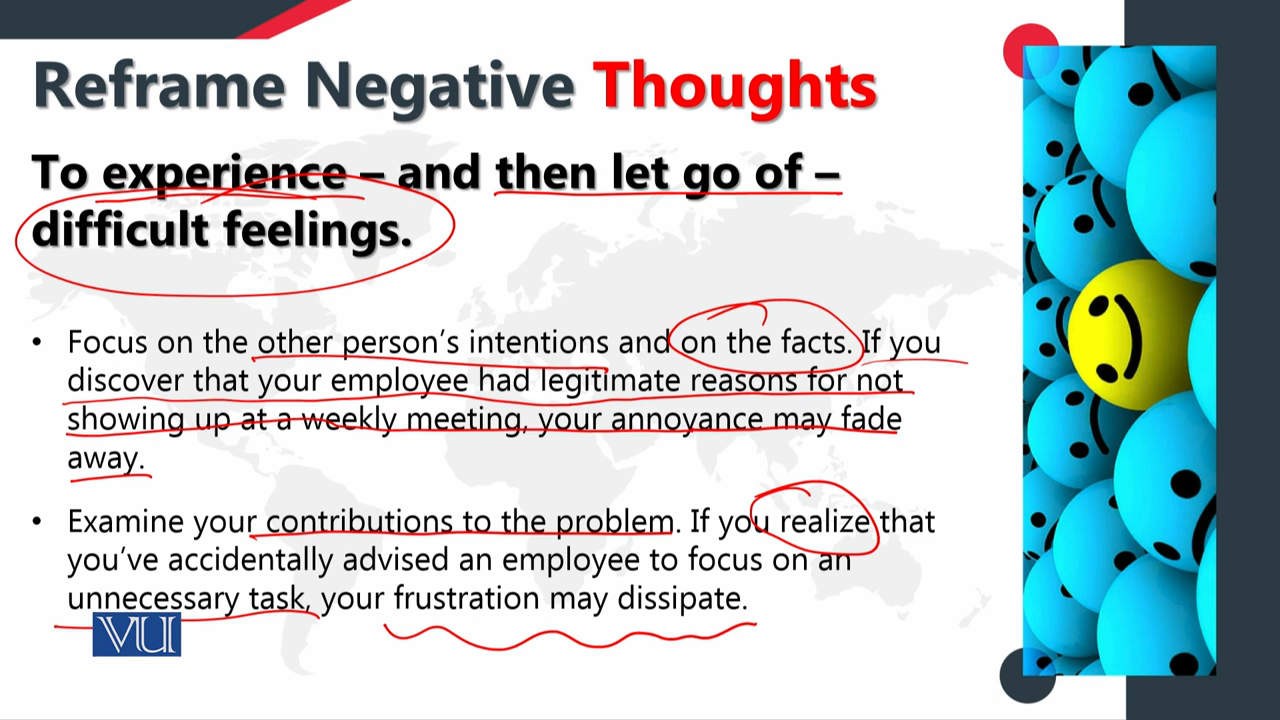 Reframe Negative Thoughts
To experience – and then let go of –
difficult feelings.
• Focus on the other person's intentions and on the facts. If you
discover that your employee had legitimate reasons for not
showing up at a weekly meeting, your annoyance may fade
away.
• Examine your contributions to the problem. If you realize that
you've accidentally advised an employee to focus on an
unnecessary task, your frustration may dissipate.
VU